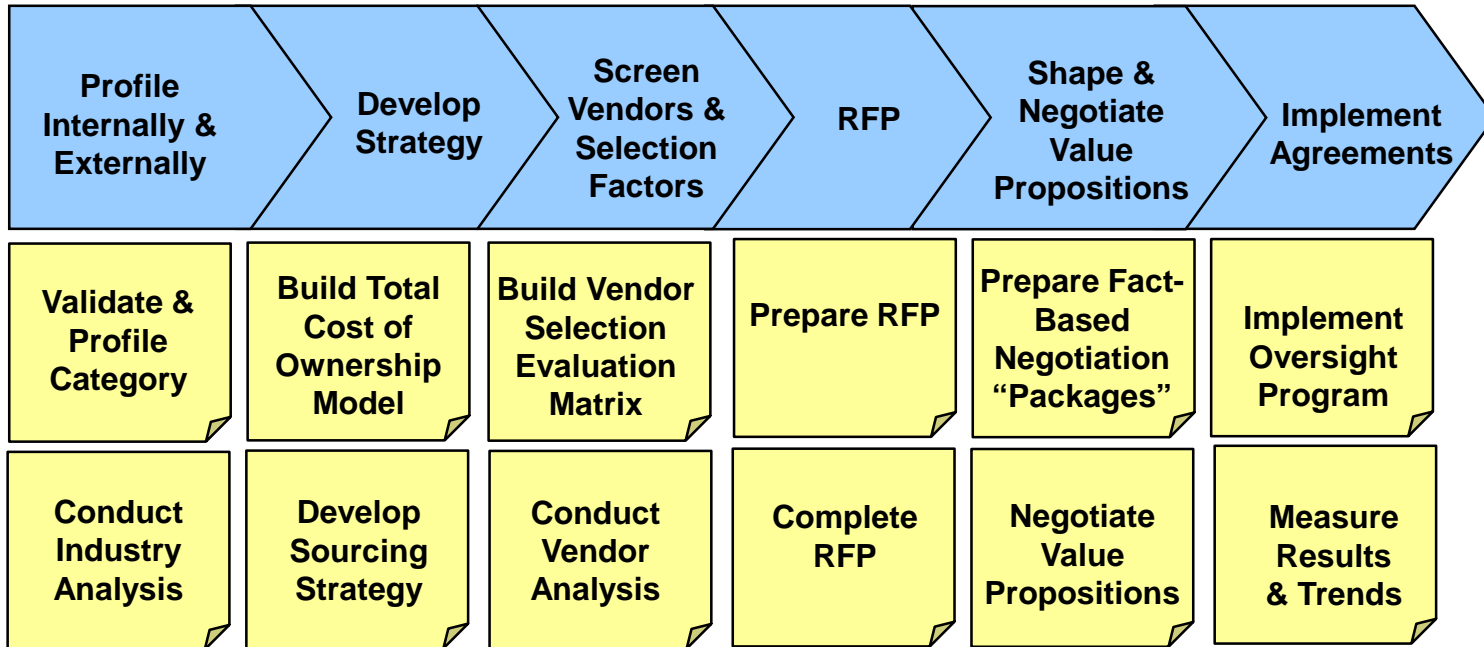 Profile
Internally &
Externally
Develop
Strategy
Screen
Vendors &
Selection
Factors
RFP
Shape &
Negotiate
Value
Propositions
Implement
Agreements
Validate &
Profile
Category
Build Total
Cost of
Ownership
Model
Build Vendor
Selection
Evaluation
Matrix
Prepare RFP
Prepare Fact-
Based
Negotiation
“Packages”
Implement
Oversight
Program
Conduct
Industry
Analysis
Develop
Sourcing
Strategy
Conduct
Vendor
Analysis
Complete
RFP
Negotiate
Value
Propositions
Measure
Results
& Trends